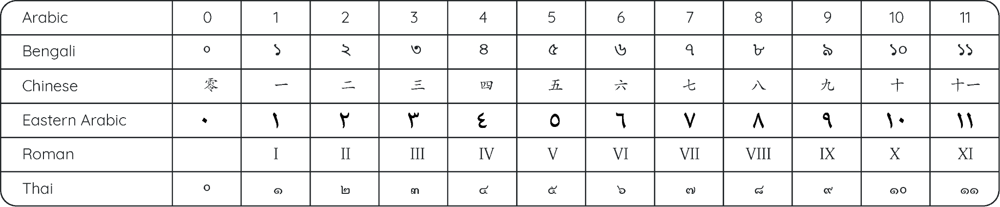 Arabic 0 1 2 3 4 5 6 7 8 9 10 11
Bengali ০ ১ ২ ৩ ৪ ৫ ৬ ৭ ৮ ৯ ১০ ১১
Chinese 零 一 二 三 四 五 六 七 八 九 十 十一
Eastern Arabic ٠ ١ ٢ ٣ ٤ ٥ ٦ ٧ ٨ ٩ ١٠ ١١
Roman I II III IV V VI VII VIII IX X XI
Thai ๐ ๑ ๒ ๓ ๔ ๕ ๖ ๗ ๘ ๙ ๑๐ ๑๑